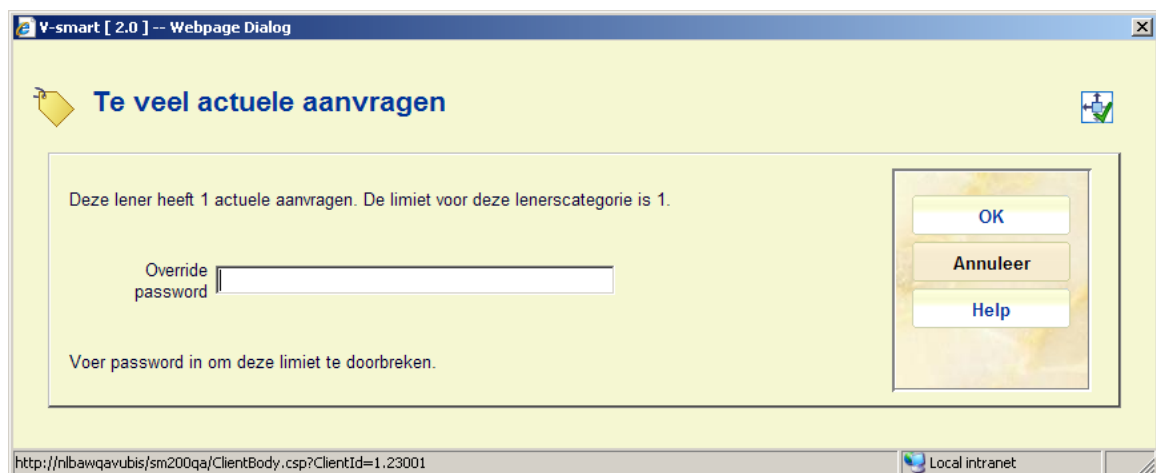 V-smart [ 2.0 ] -- Webpage Dialog
Te veel actuele aanvragen
Deze lener heeft 1 actuele aanvragen. De limiet voor deze lenerscategorie is 1.
Override
password
Voer password in om deze limiet te doorbreken.
OK
Annuleer
Help
http://nlbawqavubis/sm200qa/ClientBody.csp?ClientId=1.23001
Local intranet